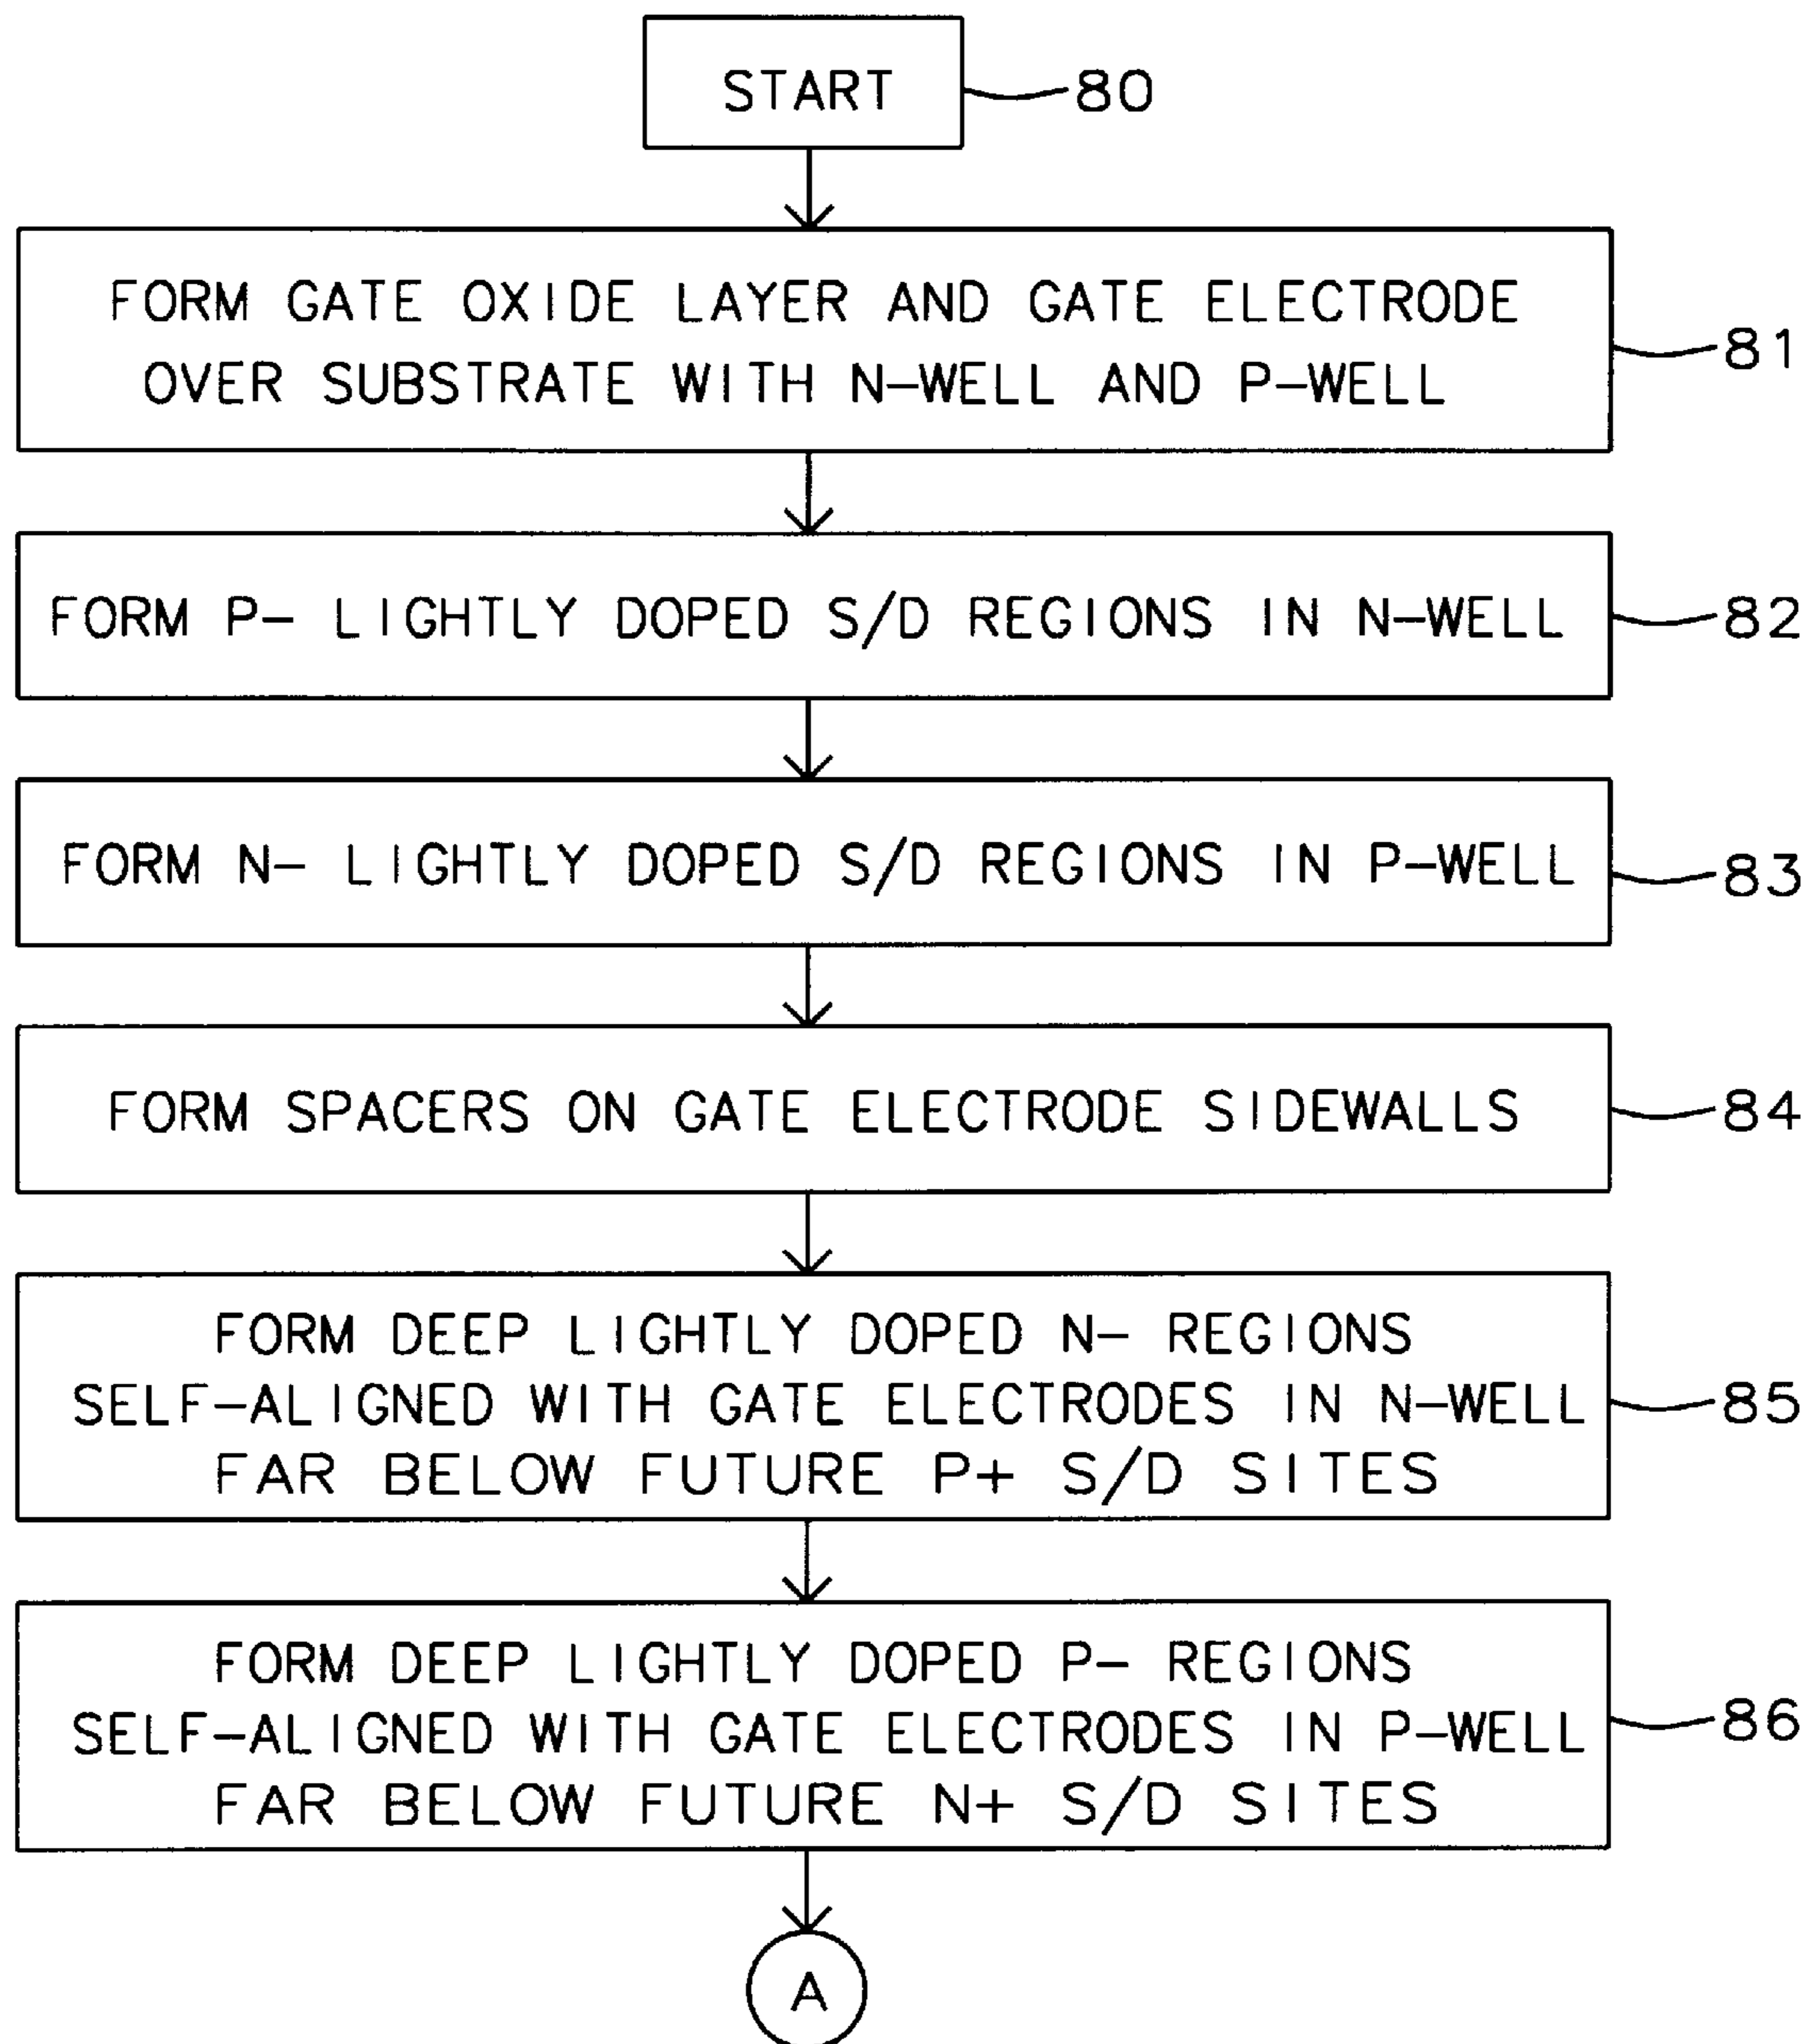 START
80
FORM GATE OXIDE LAYER AND GATE ELECTRODE
OVER SUBSTRATE WITH N-WELL AND P-WELL
81
FORM P- LIGHTLY DOPED S/D REGIONS IN N-WELL
82
FORM N- LIGHTLY DOPED S/D REGIONS IN P-WELL
83
FORM SPACERS ON GATE ELECTRODE SIDEWALLS
84
FORM DEEP LIGHTLY DOPED N- REGIONS
SELF-ALIGNED WITH GATE ELECTRODES IN N-WELL
FAR BELOW FUTURE P+ S/D SITES
85
FORM DEEP LIGHTLY DOPED P- REGIONS
SELF-ALIGNED WITH GATE ELECTRODES IN P-WELL
FAR BELOW FUTURE N+ S/D SITES
86
A